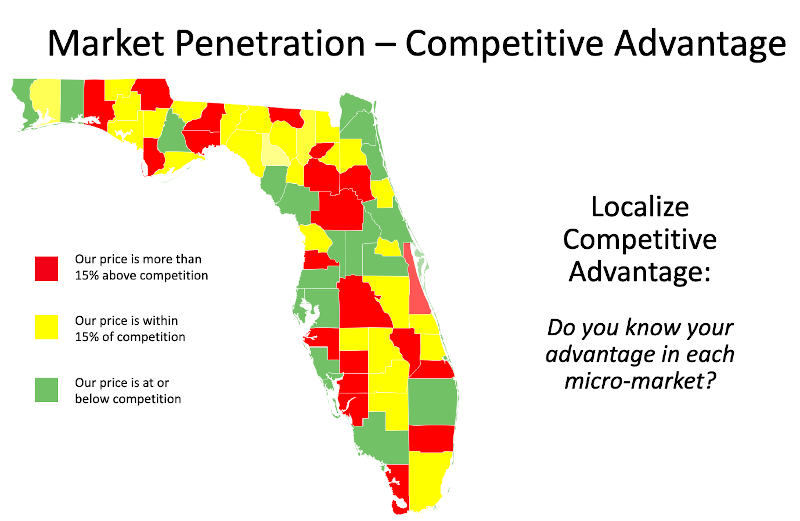 Market Penetration – Competitive Advantage
Our price is more than
15% above competition
Our price is within
15% of competition
Our price is at or
below competition
Localize
Competitive
Advantage:
Do you know your
advantage in each
micro-market?